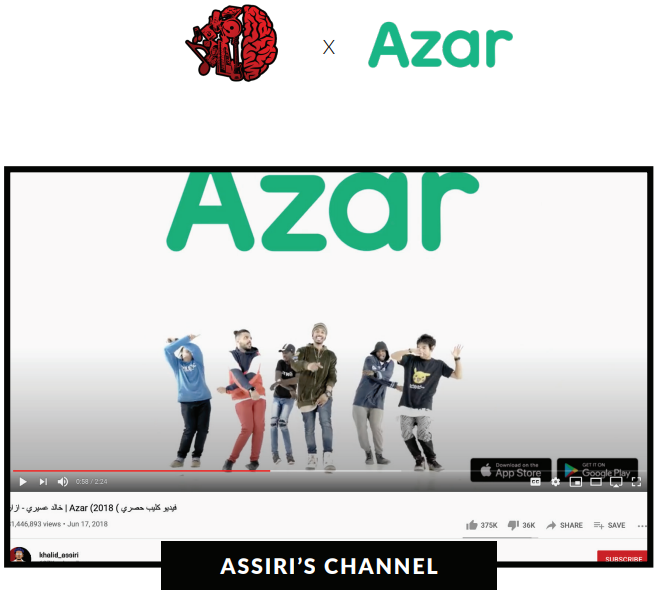 X Azar
Azar
Download on the
App Store
GET IT ON
Google Play
0:58 / 2:24
CC
فيديو كليب حصري ) 2018) Azar | خالد عسيري - ازار
1,446,893 views • Jun 17, 2018
375K 36K SHARE SAVE
khalid_assiri
SUBSCRIBE
ASSIRI'S CHANNEL